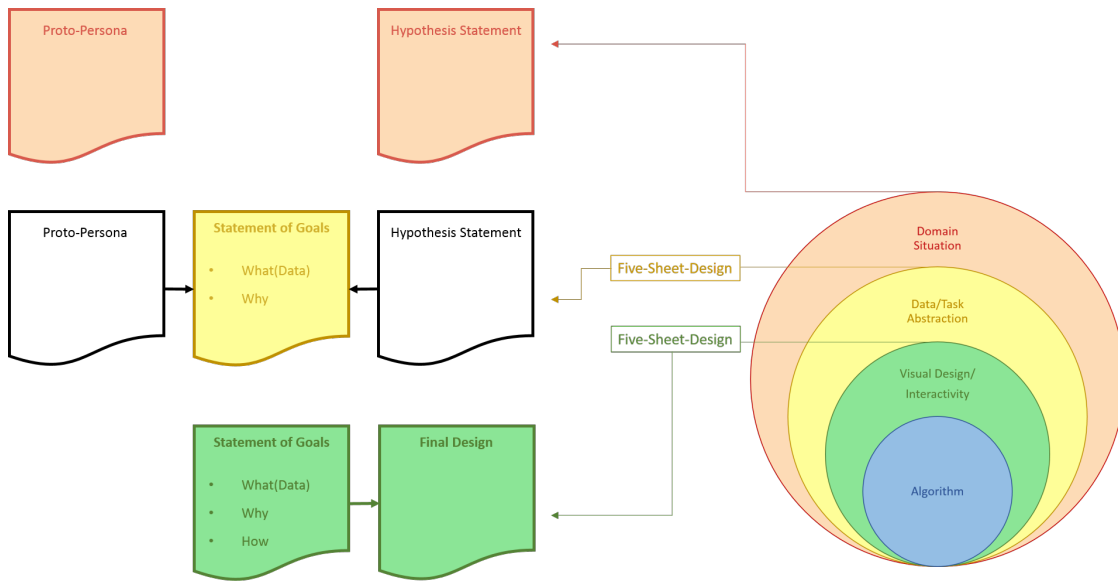 Proto-Persona
Hypothesis Statement
Proto-Persona
Statement of Goals
• What(Data)
• Why
Hypothesis Statement
Five-Sheet-Design
Five-Sheet-Design
Statement of Goals
• What(Data)
• Why
• How
Final Design
Domain
Situation
Data/Task
Abstraction
Visual Design/
Interactivity
Algorithm